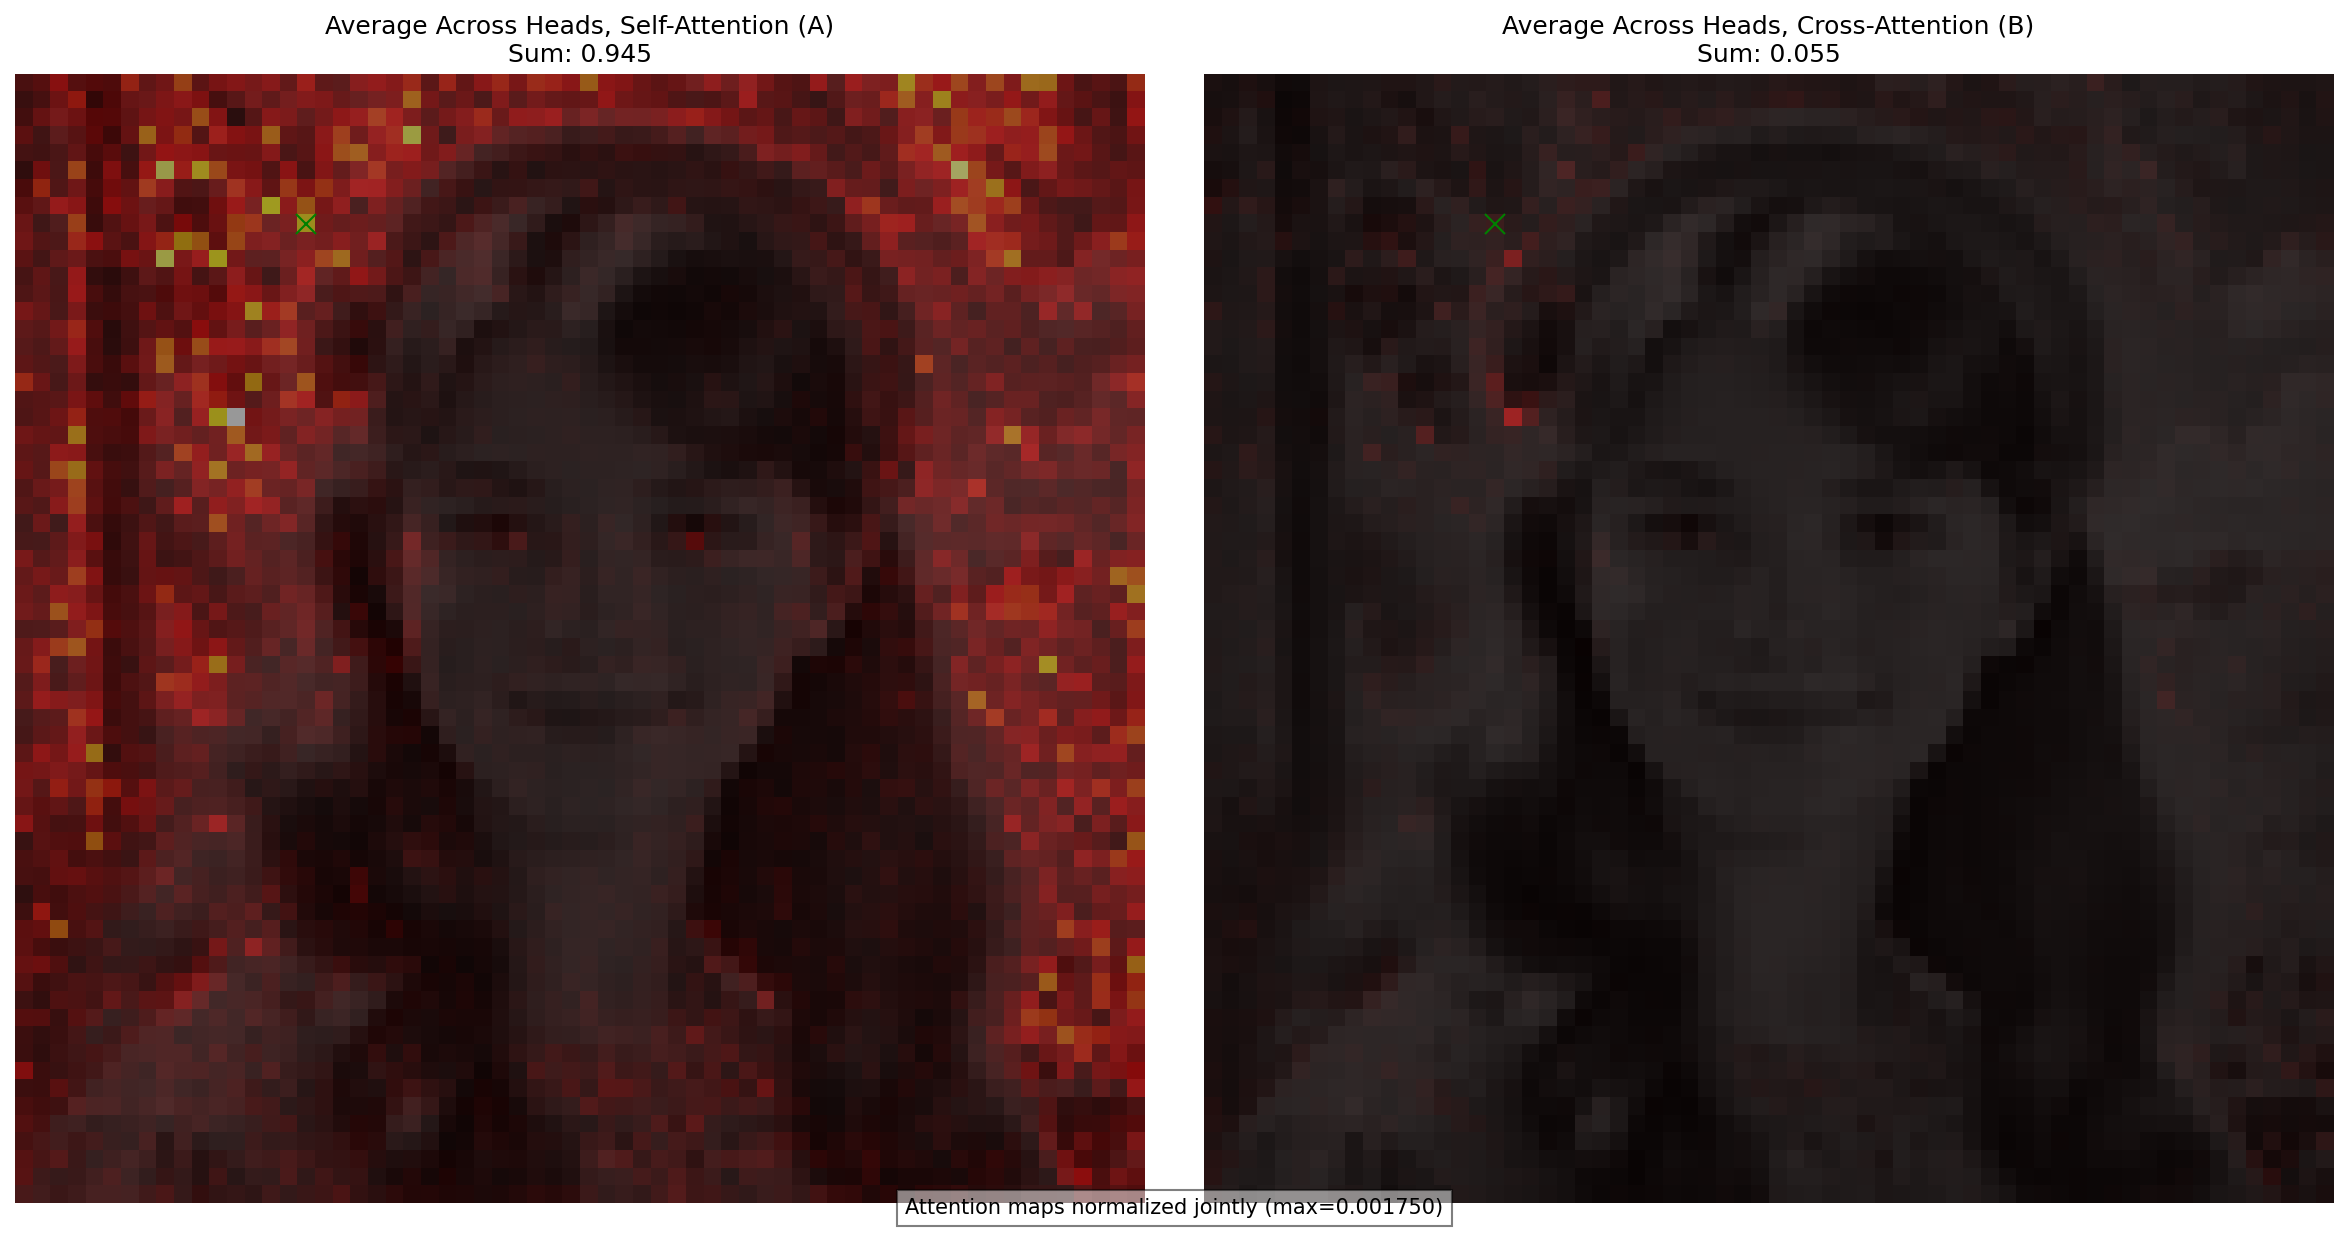 Average Across Heads, Self-Attention (A)
Sum: 0.945
Average Across Heads, Cross-Attention (B)
Sum: 0.055
Attention maps normalized jointly (max=0.001750)